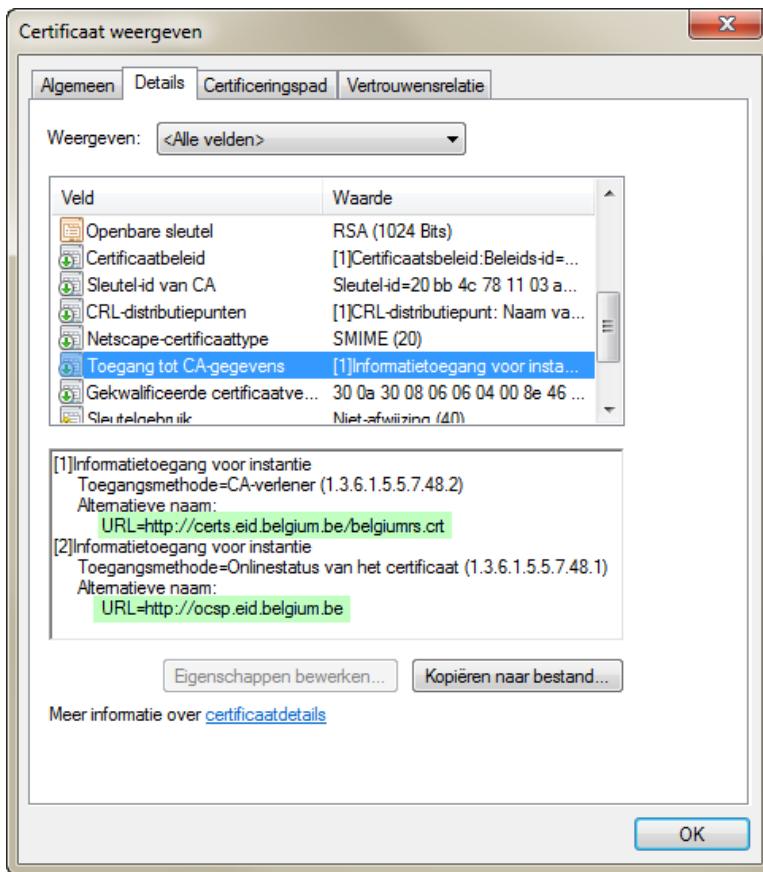 Certificaat weergeven
Algemeen Details Certificeringspad Vertrouwensrelatie
Weergeven: <Alle velden>
Veld Waarde
Openbare sleutel RSA (1024 Bits)
Certificaatbeleid [1]Certificaatsbeleid:Beleids-id=...
Sleutel-id van CA Sleutel-id=20 bb 4c 78 11 03 a...
CRL-distributiepunten [1]CRL-distributiepunt: Naam va...
Netscape-certificaattype SMIME (20)
Toegang tot CA-gegevens [1]Informatietoegang voor insta...
Gekwalificeerde certificaatve... 30 0a 30 08 06 06 04 00 8e 46 ...
Sleutelgebruik Niet-afwijzing (40)
[1]Informatietoegang voor instantie
Toegangsmethode=CA-verlener (1.3.6.1.5.5.7.48.2)
Alternatieve naam:
URL=http://certs.eid.belgium.be/belgiumrs.crt
[2]Informatietoegang voor instantie
Toegangsmethode=Onlinestatus van het certificaat (1.3.6.1.5.5.7.48.1)
Alternatieve naam:
URL=http://ocsp.eid.belgium.be
Eigenschappen bewerken... Kopiëren naar bestand...
Meer informatie over certificaatdetails
OK